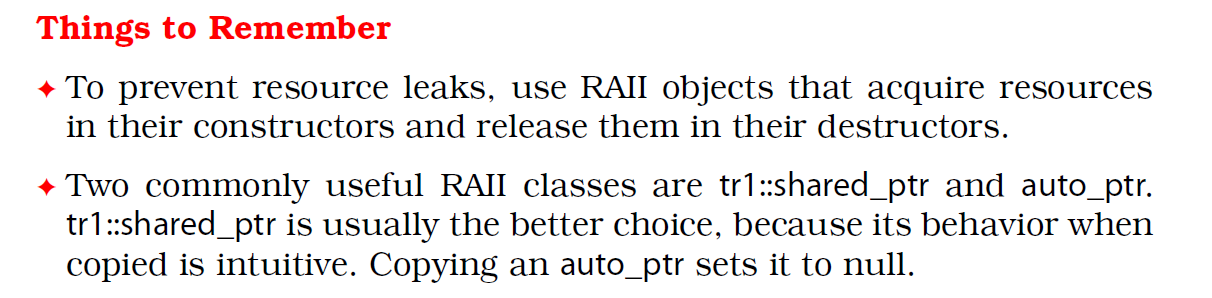 Things to Remember
✦ To prevent resource leaks, use RAII objects that acquire resources
in their constructors and release them in their destructors.
✦ Two commonly useful RAII classes are tr1::shared_ptr and auto_ptr.
tr1::shared_ptr is usually the better choice, because its behavior when
copied is intuitive. Copying an auto_ptr sets it to null.